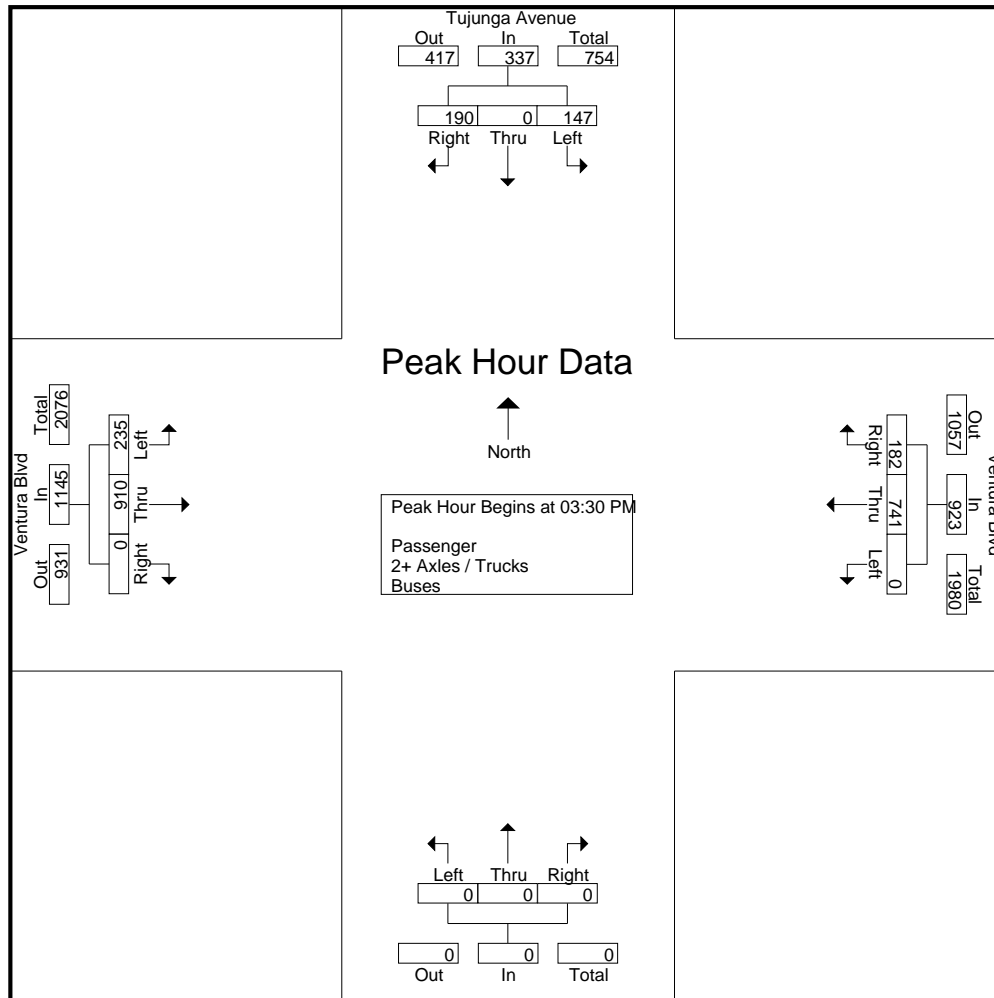 Tujunga Avenue
Out In Total
417 337 754
190 0 147
Right Thru Left
Peak Hour Data
North
Peak Hour Begins at 03:30 PM
Passenger
2+ Axles / Trucks
Buses
Ventura Blvd
Total In Out
2076 1145 931
235 910 0
Left Thru Right
Ventura Blvd
Out In Total
1057 923 1980
182 741 0
Right Thru Left
Left Thru Right
0 0 0
0 0 0
Out In Total